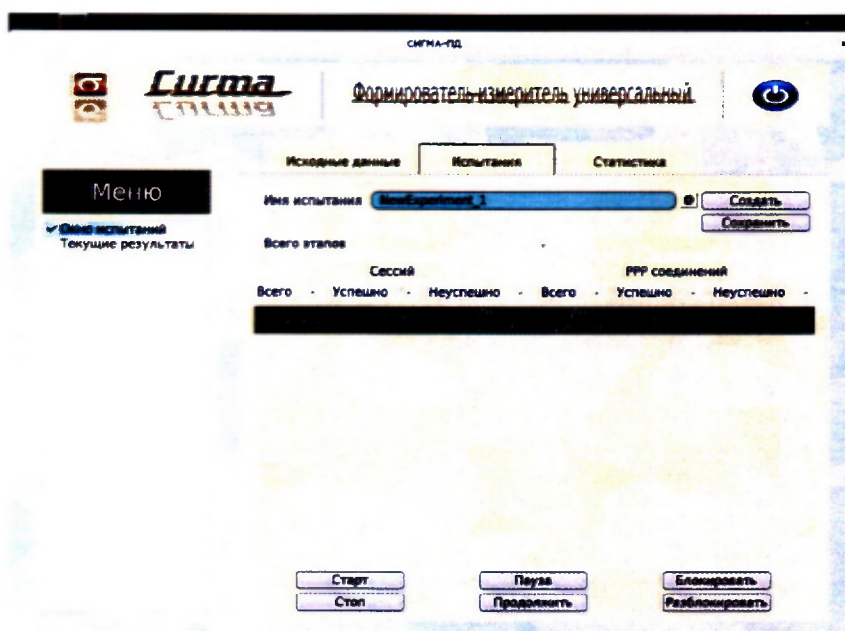 СИГМА-ПД
Сигма
Формирователь-измеритель универсальный
Исходные данные Испытания Статистика
Меню
Имя испытания NewExperiment_1 Создать
Сохранить
Окно испытаний
Текущие результаты
Всего этапов -
Сессий PPP соединений
Всего - Успешно - Неуспешно - Всего - Успешно - Неуспешно -
Старт Пауза Блокировать
Стоп Продолжить Разблокировать